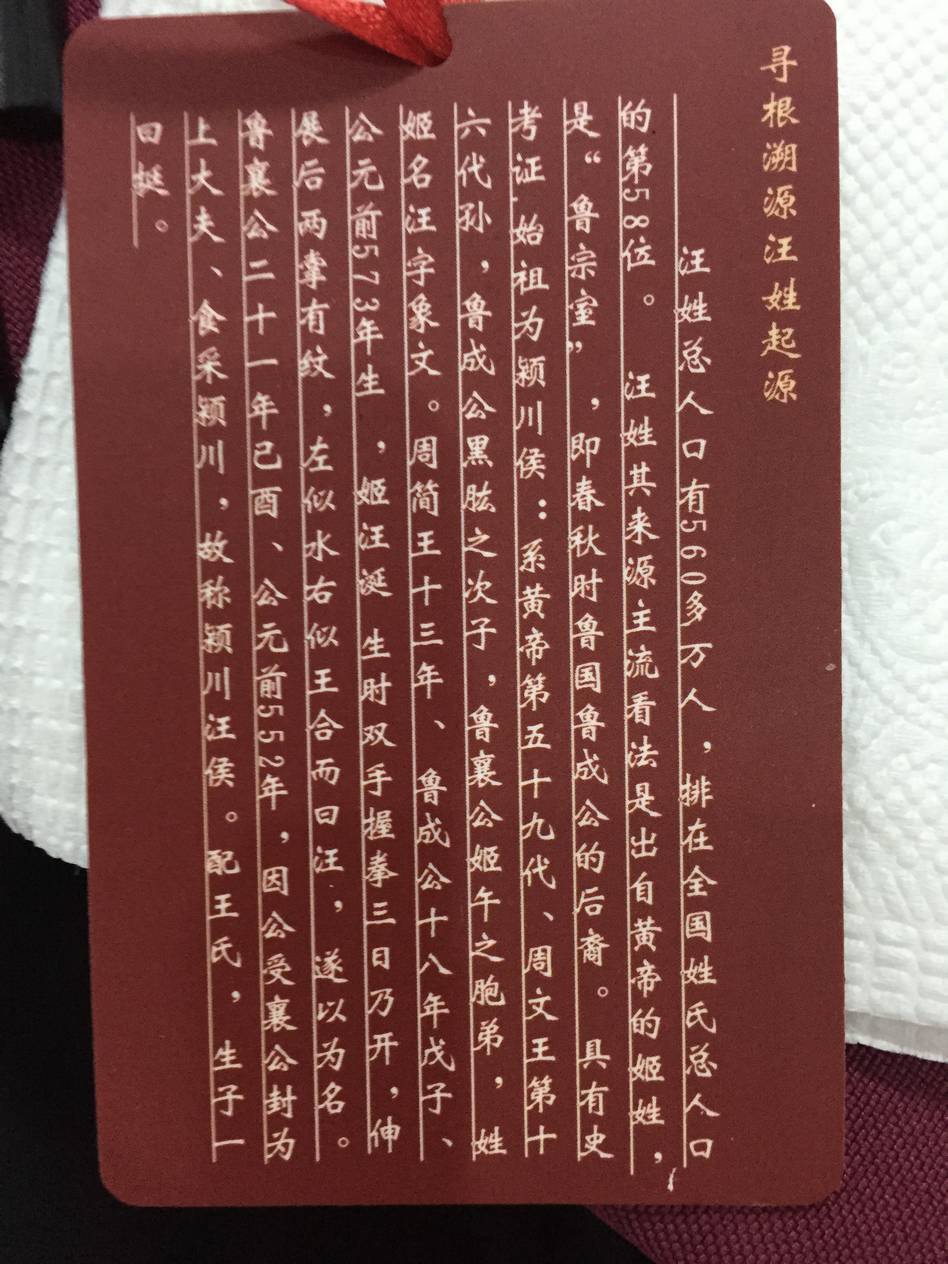 寻根溯源汪姓起源
汪姓总人口有560多万人，排在全国姓氏总人口
的第58位。 汪姓其来源主流看法是出自黄帝的姬姓，
是“鲁宗室”，即春秋时鲁国鲁成公的后裔。具有史
考证.始祖为颍川侯：系黄帝第五十九代、周文王第十
六代孙，鲁成公黑肱之次子，鲁襄公姬午之胞弟，姓
姬名汪字象文。周简王十三年、鲁成公十八年戊子、
公元前573年生，姬汪诞 生时双手握拳三日乃开，伸
展后两掌有纹，左似水右似王合而曰汪，遂以为名。
鲁襄公二十一年己酉、公元前552年，因公受襄公封为
上大夫、食采颍川，故称颍川汪侯。配王氏，生子一
曰挺。